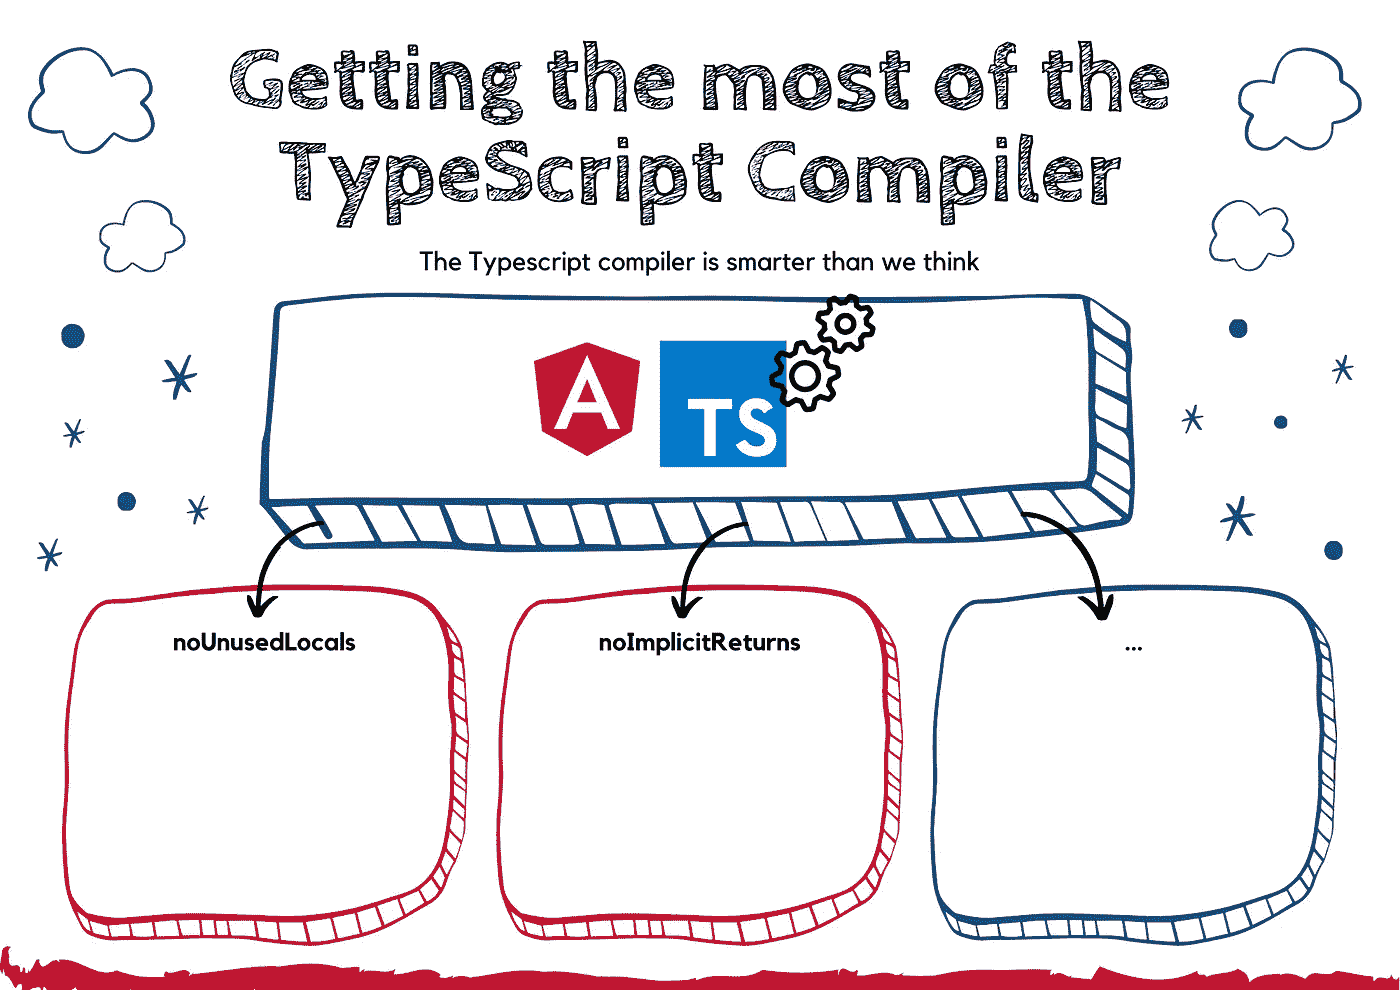 Getting the most of the
TypeScript Compiler
The Typescript compiler is smarter than we think
A
TS
noUnusedLocals
noImplicitReturns
...